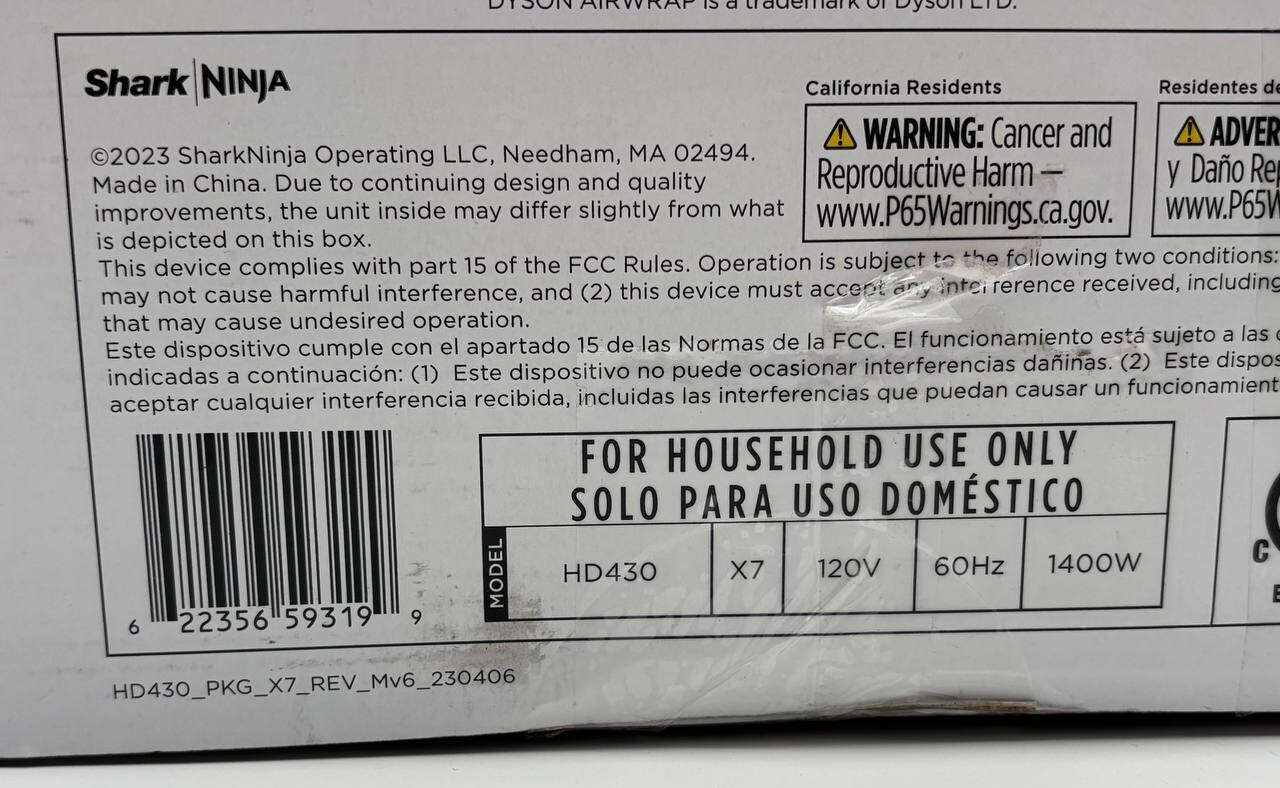 DYSON AIRWRAP is a trademark of Dyson LTD.
Shark NINJA
©2023 SharkNinja Operating LLC, Needham, MA 02494.
Made in China. Due to continuing design and quality
improvements, the unit inside may differ slightly from what
is depicted on this box.
California Residents
⚠ WARNING: Cancer and
Reproductive Harm —
www.P65Warnings.ca.gov.
Residentes de
⚠ ADVER
y Daño Rep
www.P65W
This device complies with part 15 of the FCC Rules. Operation is subject to the following two conditions:
may not cause harmful interference, and (2) this device must accept any interference received, including
that may cause undesired operation.
Este dispositivo cumple con el apartado 15 de las Normas de la FCC. El funcionamiento está sujeto a las
indicadas a continuación: (1) Este dispositivo no puede ocasionar interferencias dañinas. (2) Este dispos
aceptar cualquier interferencia recibida, incluidas las interferencias que puedan causar un funcionamient
6 22356 59319 9
FOR HOUSEHOLD USE ONLY
SOLO PARA USO DOMÉSTICO
MODEL HD430 X7 120V 60Hz 1400W
C
HD430_PKG_X7_REV_Mv6_230406